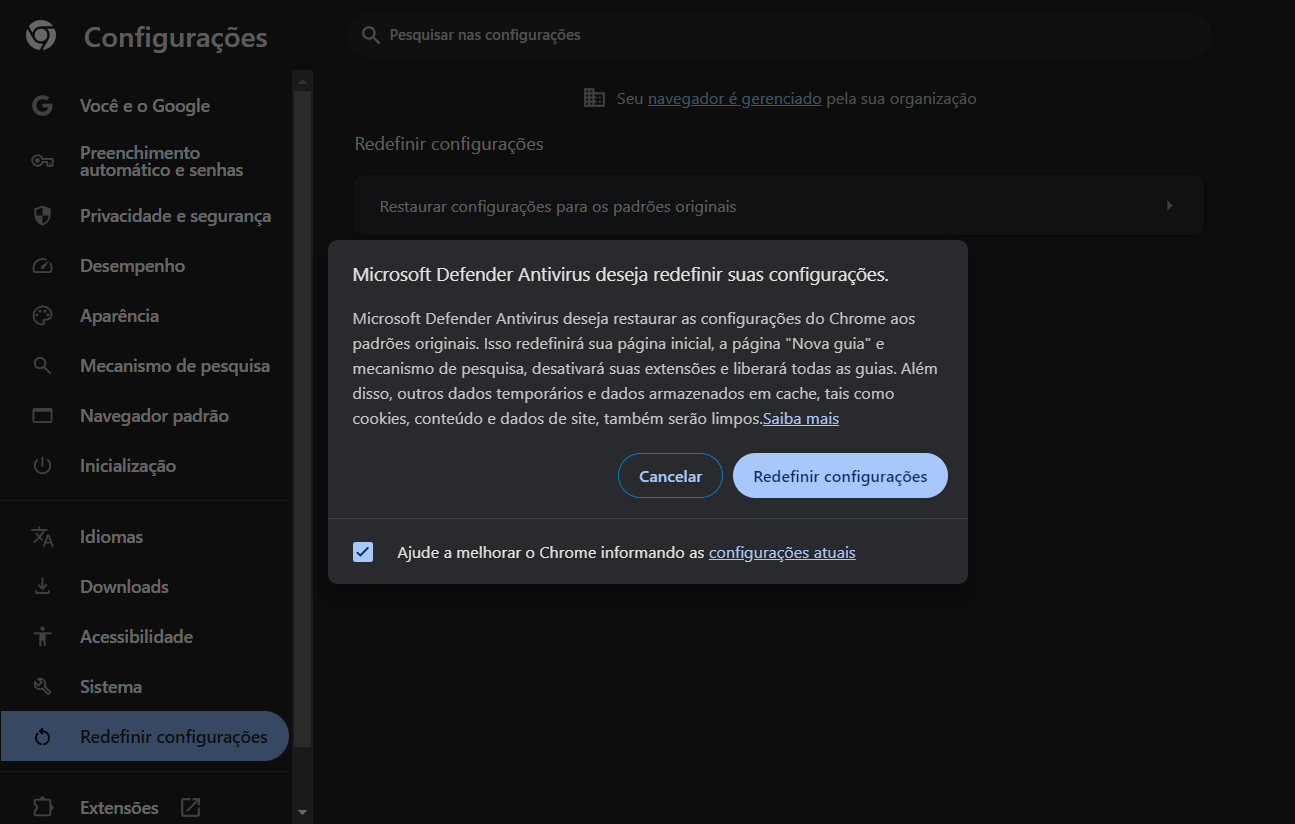 Configurações
Pesquisar nas configurações
Você e o Google
Preenchimento
automático e senhas
Privacidade e segurança
Desempenho
Aparência
Mecanismo de pesquisa
Navegador padrão
Inicialização
Idiomas
Downloads
Acessibilidade
Sistema
Redefinir configurações
Extensões
Seu navegador é gerenciado pela sua organização
Redefinir configurações
Restaurar configurações para os padrões originais
Microsoft Defender Antivirus deseja redefinir suas configurações.
Microsoft Defender Antivirus deseja restaurar as configurações do Chrome aos
padrões originais. Isso redefinirá sua página inicial, a página "Nova guia" e
mecanismo de pesquisa, desativará suas extensões e liberará todas as guias. Além
disso, outros dados temporários e dados armazenados em cache, tais como
cookies, conteúdo e dados de site, também serão limpos.Saiba mais
Cancelar
Redefinir configurações
Ajude a melhorar o Chrome informando as configurações atuais